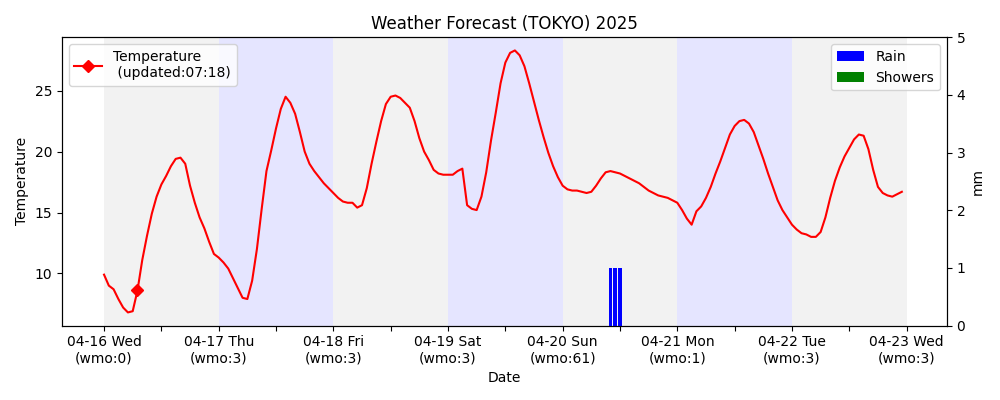 Weather Forecast (TOKYO) 2025
Temperature
(updated:07:18)
Rain
Showers
Temperature
25
20
15
10
mm
5
4
3
2
1
0
04-16 Wed
(wmo:0)
04-17 Thu
(wmo:3)
04-18 Fri
(wmo:3)
04-19 Sat
(wmo:3)
04-20 Sun
(wmo:61)
04-21 Mon
(wmo:1)
04-22 Tue
(wmo:3)
04-23 Wed
(wmo:3)
Date